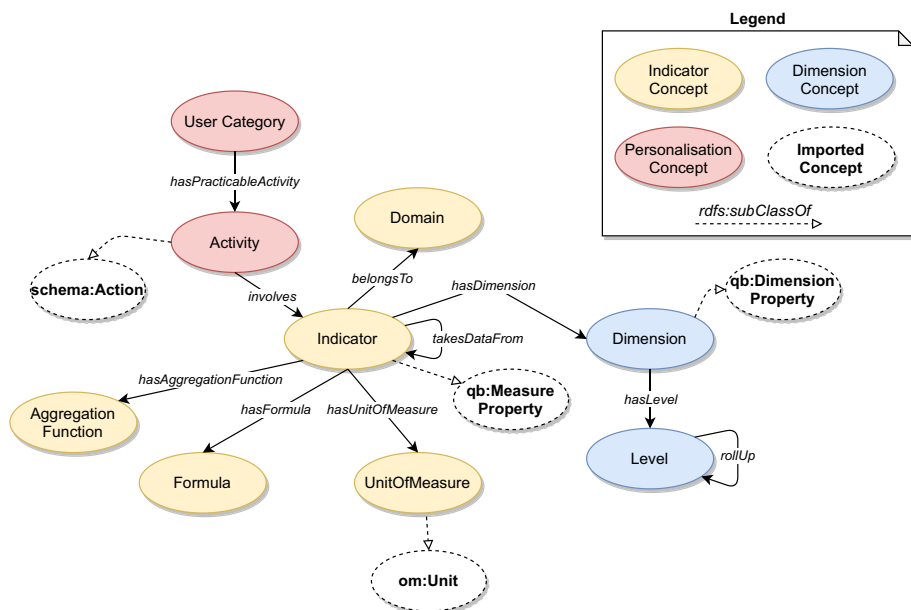 Legend
Indicator
Concept
Dimension
Concept
Personalisation
Concept
Imported
Concept
rdfs:subClassOf
User Category
hasPracticableActivity
Activity
schema:Action
involves
Domain
belongsTo
hasDimension
qb:Dimension
Property
Indicator
takesDataFrom
Dimension
hasAggregationFunction
qb:Measure
Property
hasLevel
Aggregation
Function
hasFormula
hasUnitOfMeasure
Formula
UnitOfMeasure
Level
rollUp
om:Unit